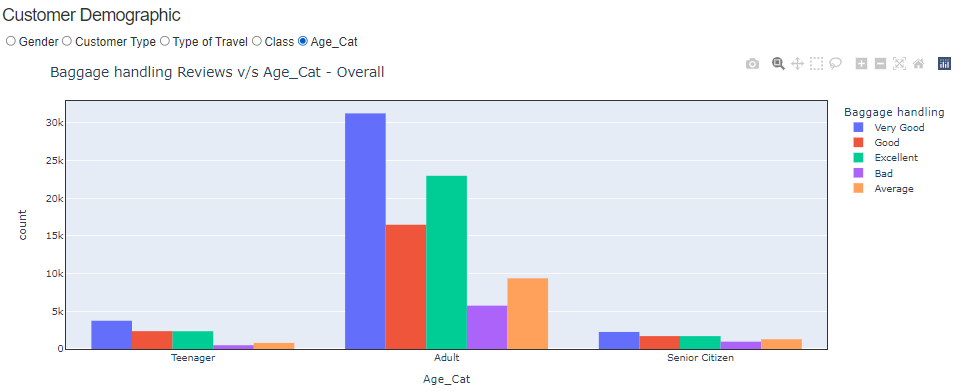 Customer Demographic
Gender Customer Type Type of Travel Class Age_Cat
Baggage handling Reviews v/s Age_Cat - Overall
Baggage handling
Very Good
Good
Excellent
Bad
Average
30k
25k
20k
15k
10k
5k
0
count
Teenager Adult Senior Citizen
Age_Cat